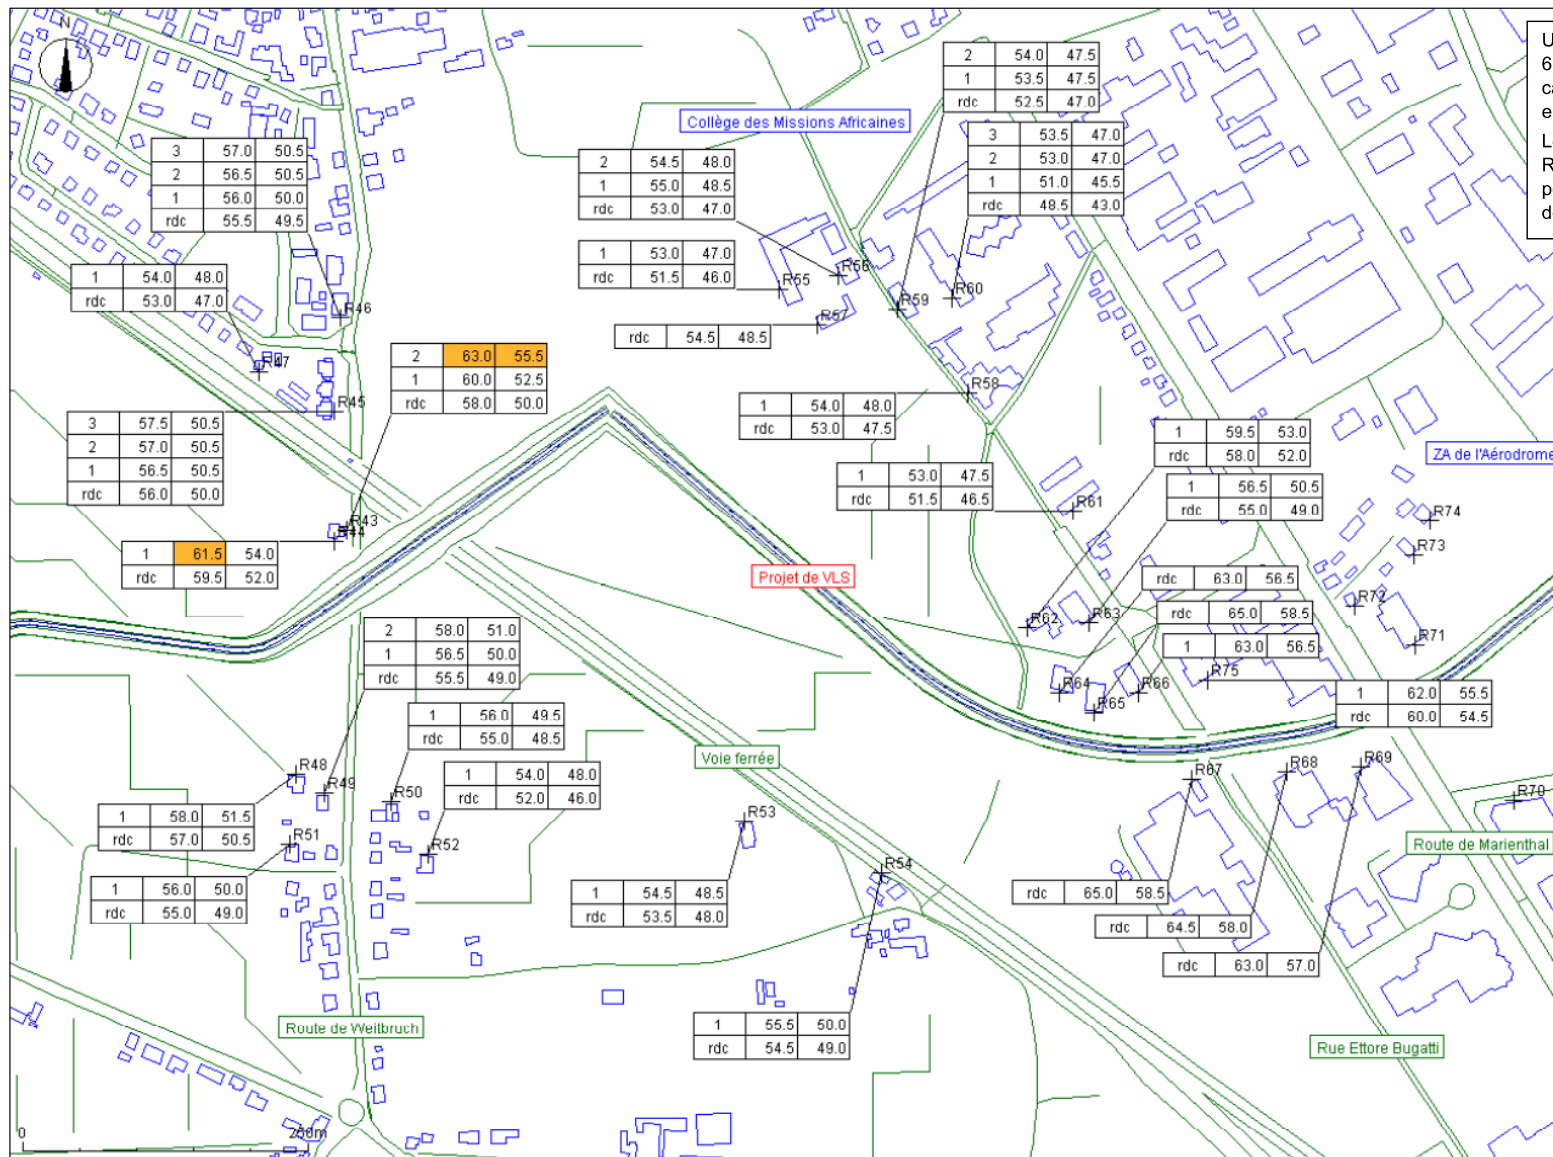 N
U
6
ca
e
L
R
p
d
2 54.0 47.5
1 53.5 47.5
rdc 52.5 47.0
Collège des Missions Africaines
3 53.5 47.0
2 53.0 47.0
1 51.0 45.5
rdc 48.5 43.0
3 57.0 50.5
2 56.5 50.5
1 56.0 50.0
rdc 55.5 49.5
2 54.5 48.0
1 55.0 48.5
rdc 53.0 47.0
1 53.0 47.0
rdc 51.5 46.0
1 54.0 48.0
rdc 53.0 47.0
R56
R55
R60
R59
R46
R57
rdc 54.5 48.5
R47
2 63.0 55.5
1 60.0 52.5
rdc 58.0 50.0
R58
R45
1 54.0 48.0
rdc 53.0 47.5
3 57.5 50.5
2 57.0 50.5
1 56.5 50.5
rdc 56.0 50.0
1 59.5 53.0
rdc 58.0 52.0
ZA de l'Aérodrome
1 53.0 47.5
rdc 51.5 46.5
1 56.5 50.5
rdc 55.0 49.0
R61
R74
R43
R44
1 61.5 54.0
rdc 59.5 52.0
R73
Projet de VLS
rdc 63.0 56.5
R72
rdc 65.0 58.5
R62
R63
2 58.0 51.0
1 56.5 50.0
rdc 55.5 49.0
1 63.0 56.5
R71
R75
R64
R66
R65
1 62.0 55.5
rdc 60.0 54.5
1 56.0 49.5
rdc 55.0 48.5
Voie ferrée
R48
R49
R50
1 54.0 48.0
rdc 52.0 46.0
R67
R68
R69
R70
1 58.0 51.5
rdc 57.0 50.5
R53
R51
R52
Route de Marienthal
R54
1 56.0 50.0
rdc 55.0 49.0
1 54.5 48.5
rdc 53.5 48.0
rdc 65.0 58.5
rdc 64.5 58.0
rdc 63.0 57.0
Route de Weitbruch
1 55.5 50.0
rdc 54.5 49.0
Rue Ettore Bugatti
0 250m